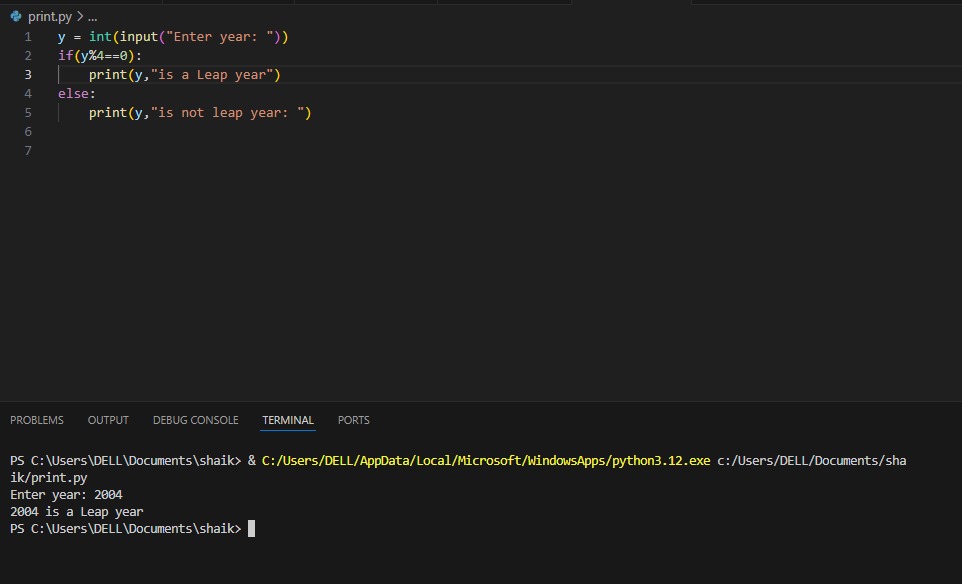 print.py > ...
1 y = int(input("Enter year: "))
2 if(y%4==0):
3 print(y,"is a Leap year")
4 else:
5 print(y,"is not leap year: ")
6
7
PROBLEMS OUTPUT DEBUG CONSOLE TERMINAL PORTS
PS C:\Users\DELL\Documents\shaik> & C:/Users/DELL/AppData/Local/Microsoft/WindowsApps/python3.12.exe c:/Users/DELL/Documents/sha
ik/print.py
Enter year: 2004
2004 is a Leap year
PS C:\Users\DELL\Documents\shaik>